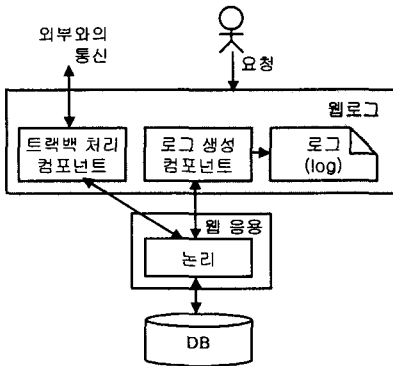 외부와의
통신
요청
웹로그
트랙백 처리
컴포넌트
로그 생성
컴포넌트
로그
(log)
웹 응용
논리
DB